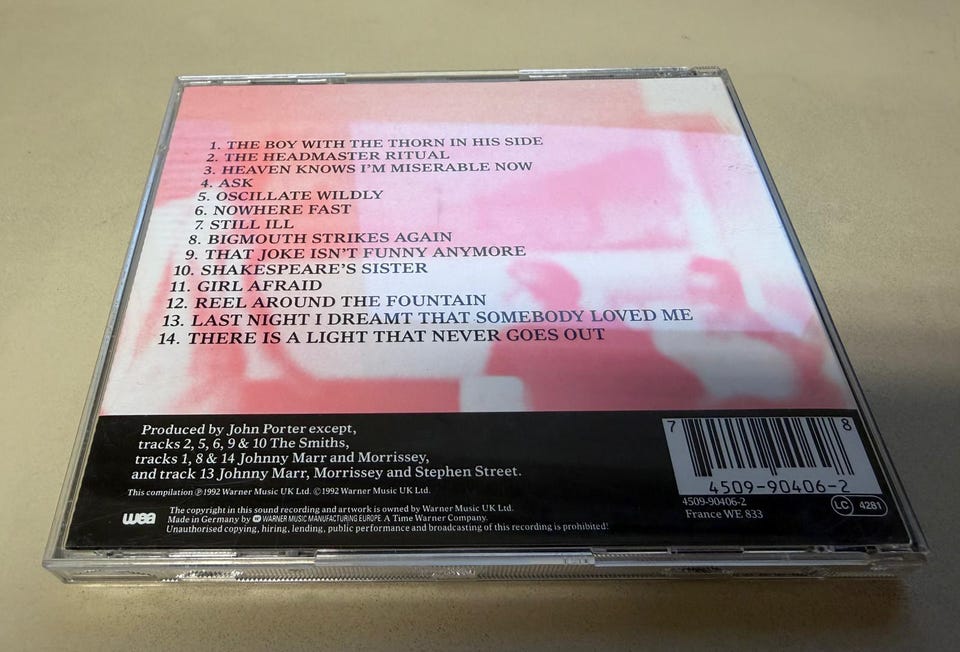 1. THE BOY WITH THE THORN IN HIS SIDE
2. THE HEADMASTER RITUAL
3. HEAVEN KNOWS I'M MISERABLE NOW
4. ASK
5. OSCILLATE WILDLY
6. NOWHERE FAST
7. STILL ILL
8. BIGMOUTH STRIKES AGAIN
9. THAT JOKE ISN'T FUNNY ANYMORE
10. SHAKESPEARE'S SISTER
11. GIRL AFRAID
12. REEL AROUND THE FOUNTAIN
13. LAST NIGHT I DREAMT THAT SOMEBODY LOVED ME
14. THERE IS A LIGHT THAT NEVER GOES OUT
Produced by John Porter except,
tracks 2, 5, 6, 9 & 10 The Smiths,
tracks 1, 8 & 14 Johnny Marr and Morrissey,
and track 13 Johnny Marr, Morrissey and Stephen Street.
This compilation ℗ 1992 Warner Music UK Ltd. © 1992 Warner Music UK Ltd.
The copyright in this sound recording and artwork is owned by Warner Music UK Ltd.
wea Made in Germany by WARNER MUSIC MANUFACTURING EUROPE. A Time Warner Company.
Unauthorised copying, hiring, lending, public performance and broadcasting of this recording is prohibited!
7 8
4509-90406-2
4509-90406-2
France WE 833
LC 4281